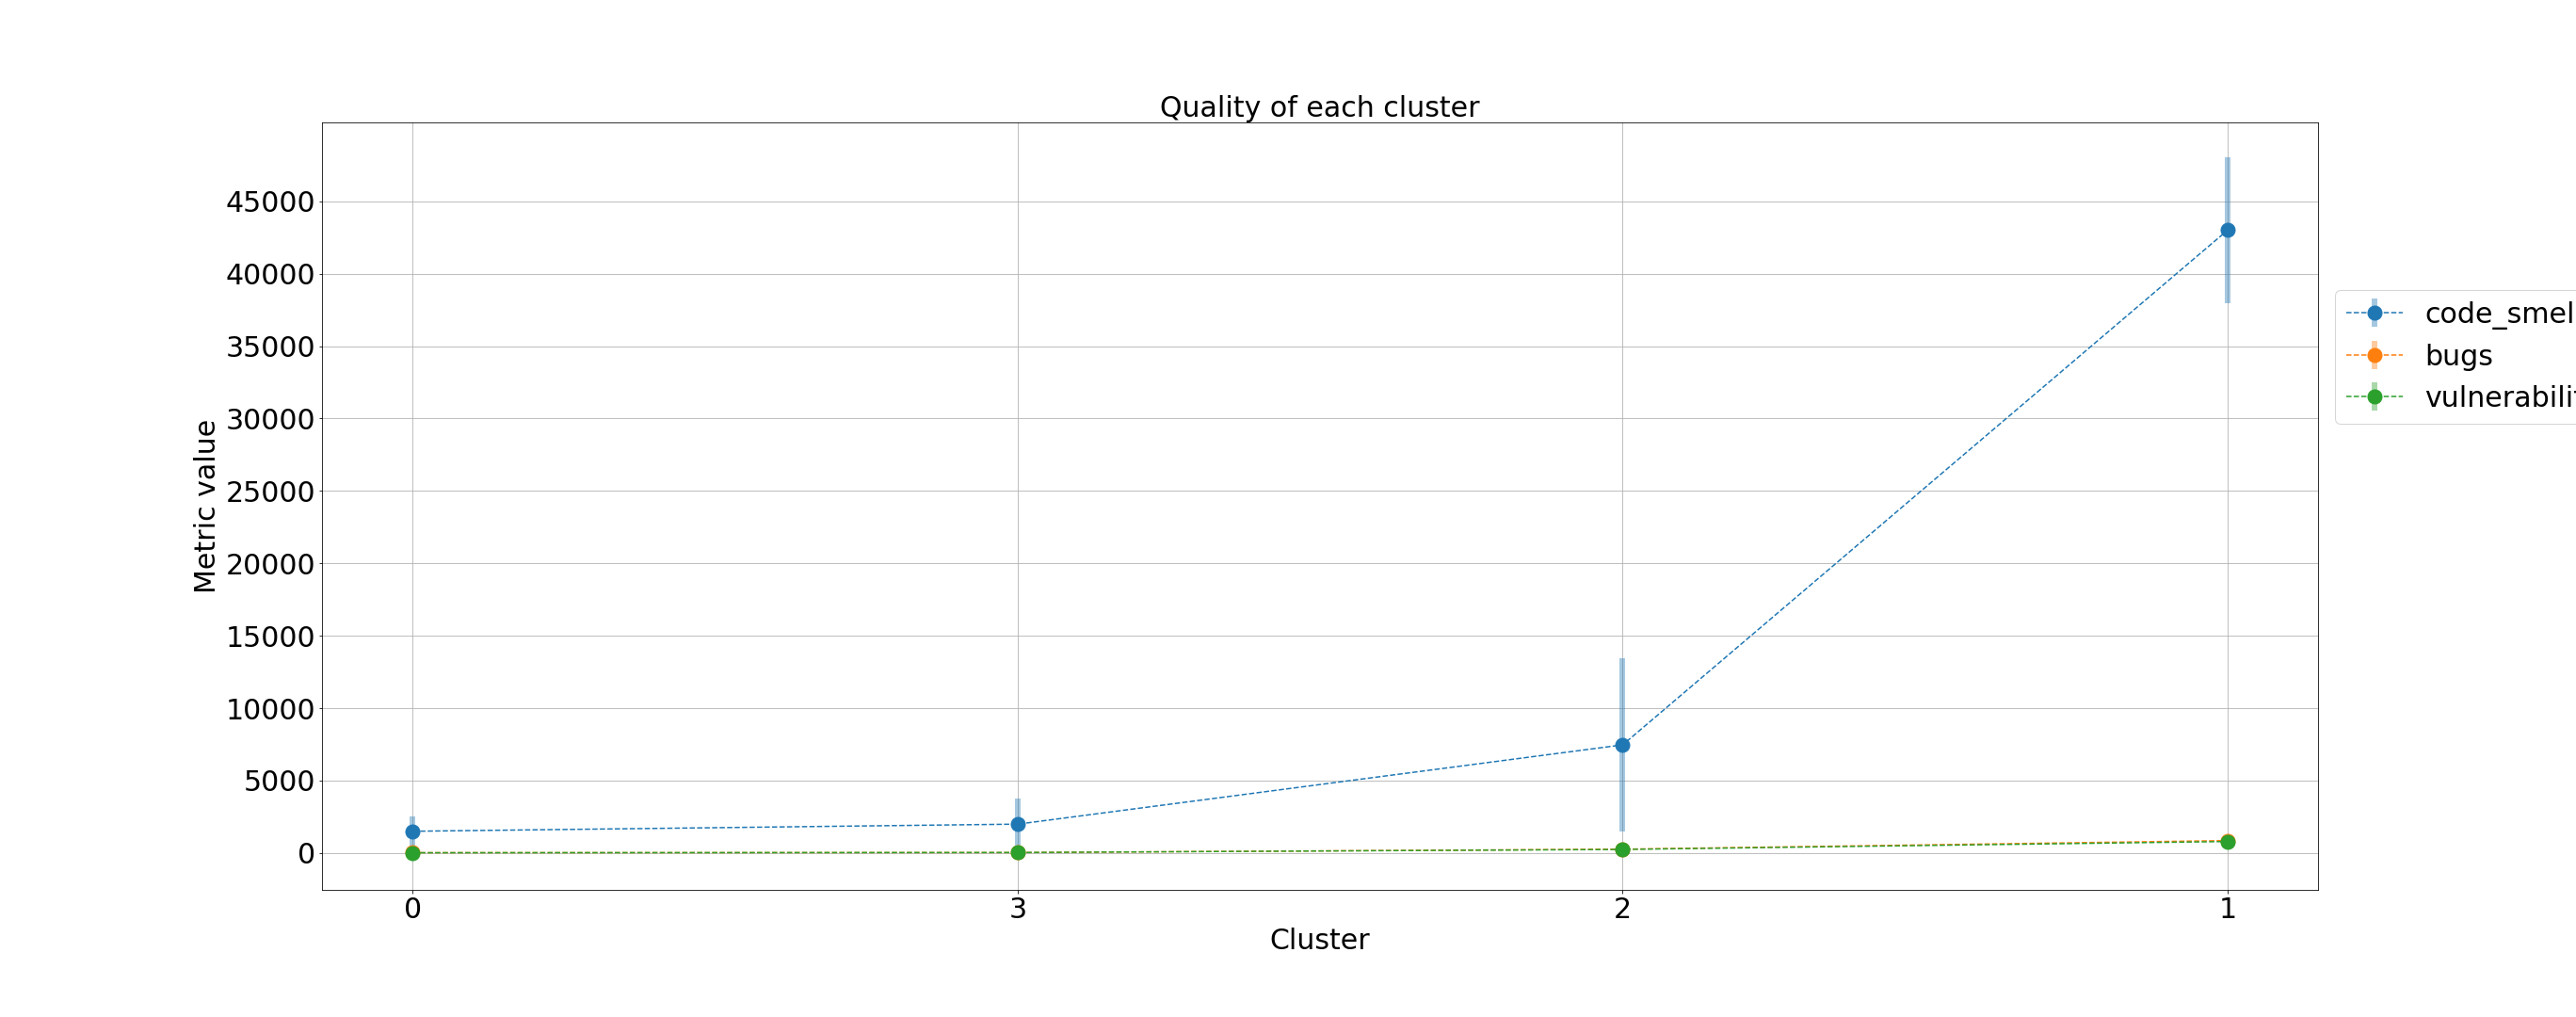 Quality of each cluster
Metric value
45000
40000
35000
30000
25000
20000
15000
10000
5000
0
0 3 2 1
Cluster
code_smel
bugs
vulnerabili